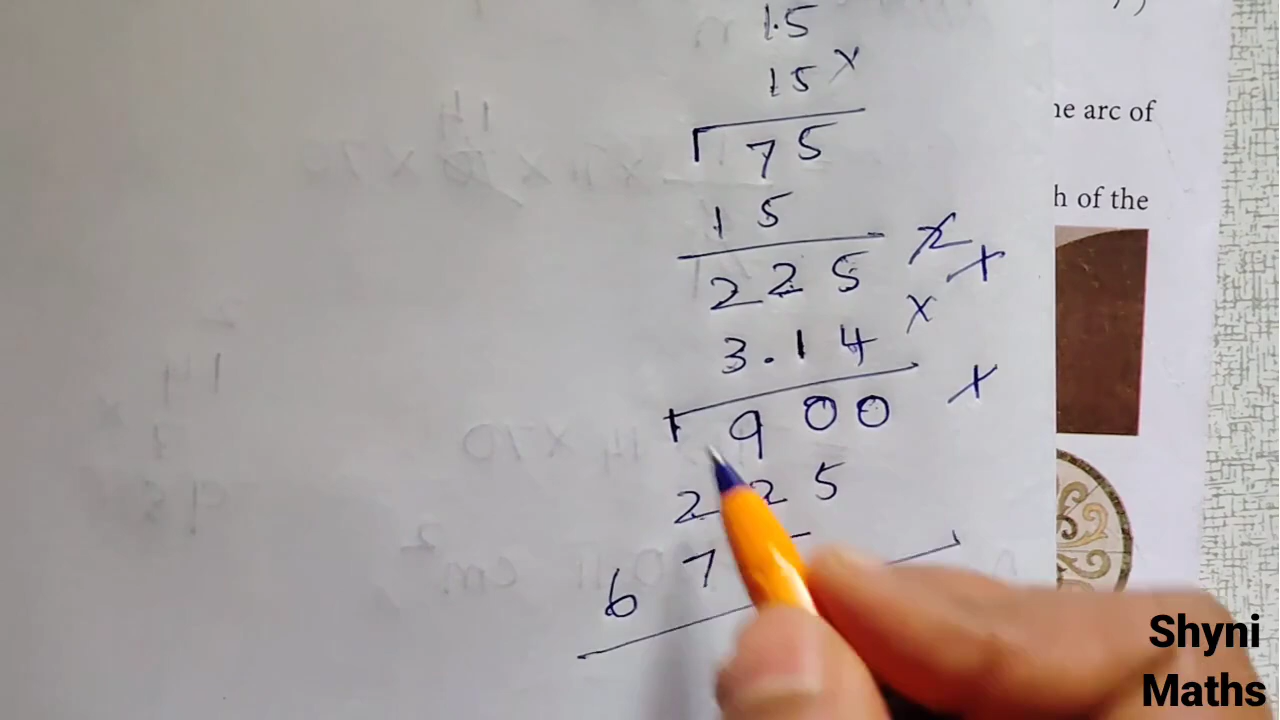 1.5
15 x
75
15
225 x
3.14 x
900 x
225
67
he arc of
h of the
Shyni
Maths